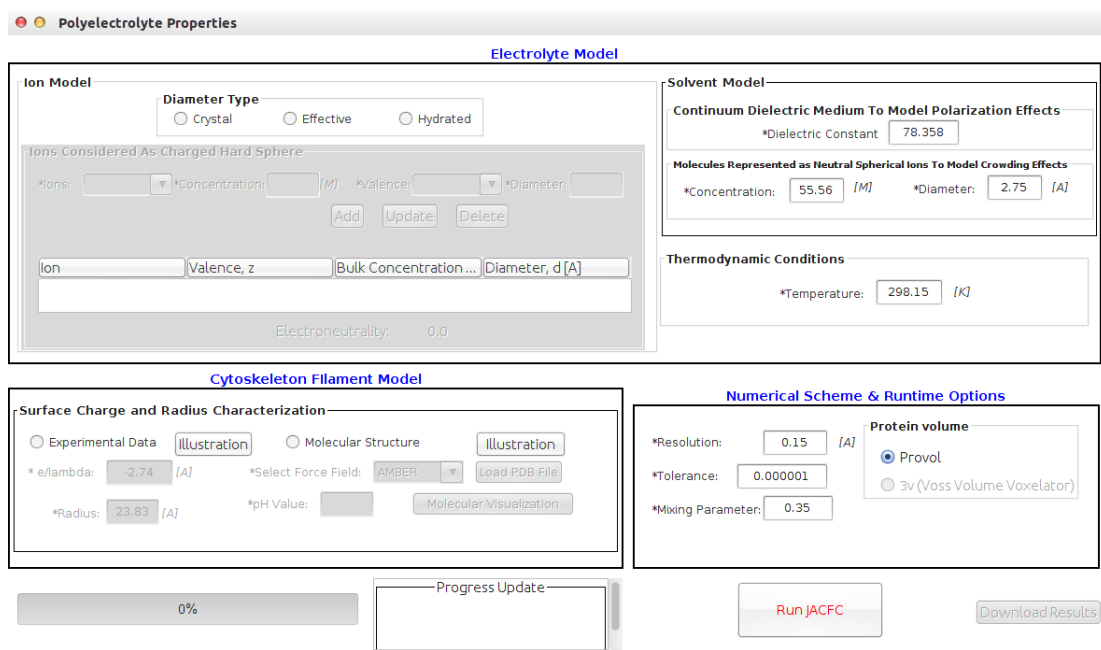 Polyelectrolyte Properties
Electrolyte Model
Ion Model
Diameter Type
Crystal Effective Hydrated
Ions Considered As Charged Hard Sphere
*Ions: *Concentration: [M] *Valence: *Diameter:
Add Update Delete
Ion Valence, z Bulk Concentration ... Diameter, d [A]
Electroneutrality: 0.0
Solvent Model
Continuum Dielectric Medium To Model Polarization Effects
*Dielectric Constant 78.358
Molecules Represented as Neutral Spherical Ions To Model Crowding Effects
*Concentration: 55.56 [M] *Diameter: 2.75 [A]
Thermodynamic Conditions
*Temperature: 298.15 [K]
Cytoskeleton FIlament Model
Surface Charge and Radius Characterization
Experimental Data Illustration Molecular Structure Illustration
* e/lambda: -2.74 [A] *Select Force Field: AMBER Load PDB File
*Radius: 23.83 [A] *pH Value: Molecular Visualization
Numerical Scheme & Runtime Options
*Resolution: 0.15 [A]
*Tolerance: 0.000001
*Mixing Parameter: 0.35
Protein volume
Provol
3v (Voss Volume Voxelator)
0%
Progress Update
Run JACFC
Download Results